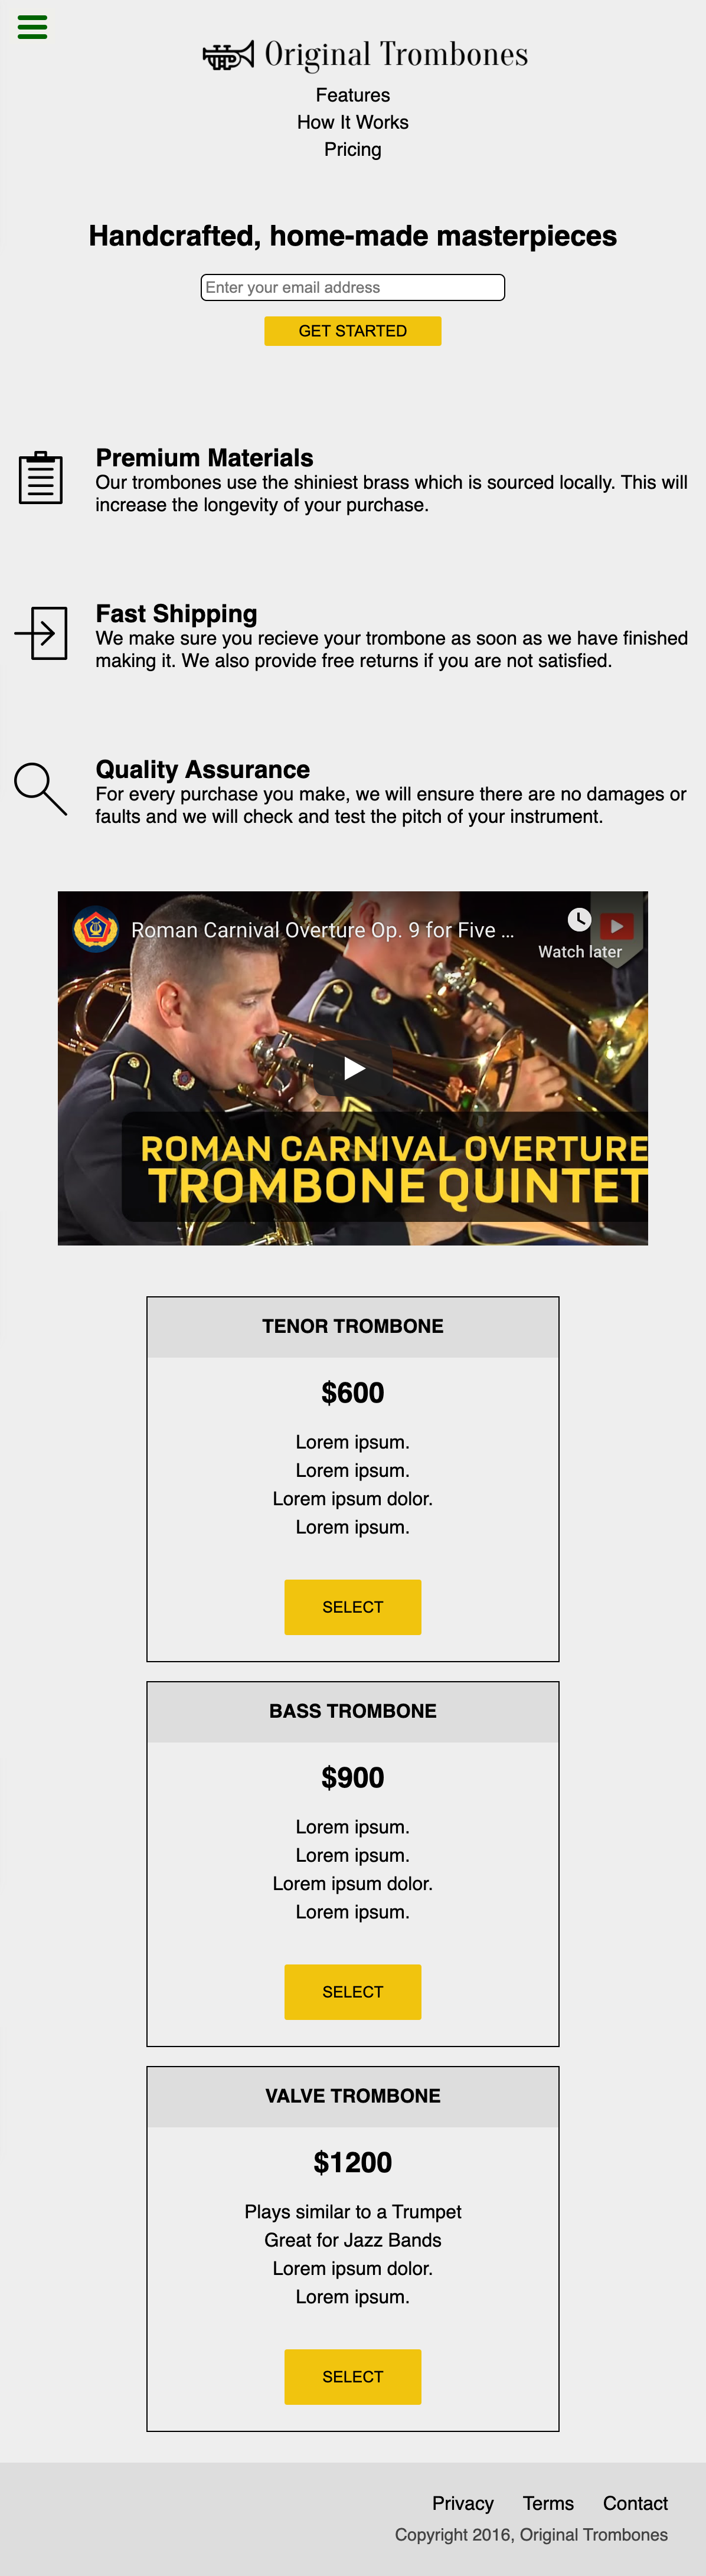 Original Trombones
Features
How It Works
Pricing
Handcrafted, home-made masterpieces
Enter your email address
GET STARTED
Premium Materials
Our trombones use the shiniest brass which is sourced locally. This will
increase the longevity of your purchase.
Fast Shipping
We make sure you recieve your trombone as soon as we have finished
making it. We also provide free returns if you are not satisfied.
Quality Assurance
For every purchase you make, we will ensure there are no damages or
faults and we will check and test the pitch of your instrument.
Roman Carnival Overture Op. 9 for Five ...
Watch later
ROMAN CARNIVAL OVERTURE
TROMBONE QUINTET
TENOR TROMBONE
$600
Lorem ipsum.
Lorem ipsum.
Lorem ipsum dolor.
Lorem ipsum.
SELECT
BASS TROMBONE
$900
Lorem ipsum.
Lorem ipsum.
Lorem ipsum dolor.
Lorem ipsum.
SELECT
VALVE TROMBONE
$1200
Plays similar to a Trumpet
Great for Jazz Bands
Lorem ipsum dolor.
Lorem ipsum.
SELECT
Privacy Terms Contact
Copyright 2016, Original Trombones